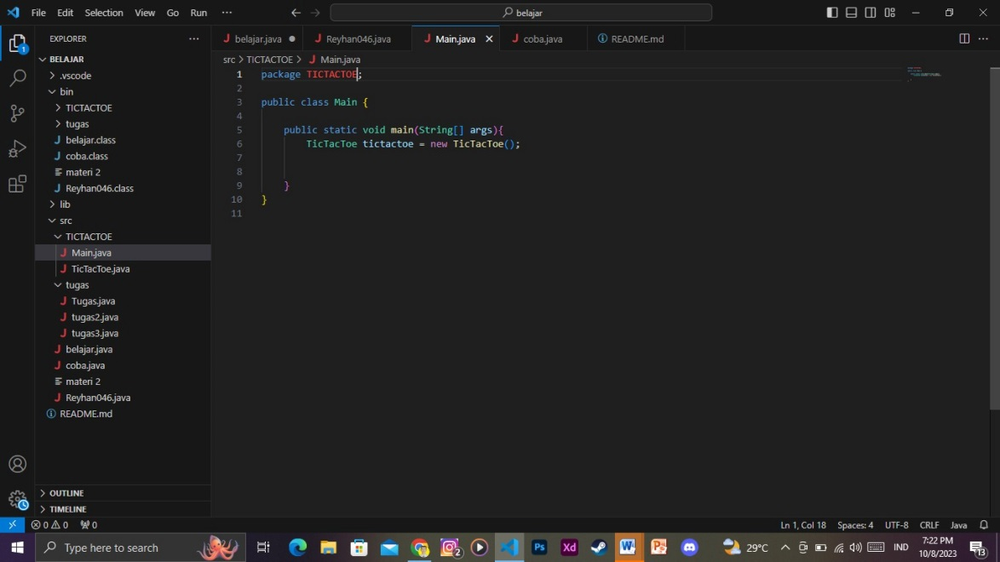 File Edit Selection View Go Run ··· belajar
EXPLORER ···
BELAJAR
.vscode
bin
TICTACTOE
tugas
belajar.class
coba.class
materi 2
Reyhan046.class
lib
src
TICTACTOE
Main.java
TicTacToe.java
tugas
Tugas.java
tugas2.java
tugas3.java
belajar.java
coba.java
materi 2
Reyhan046.java
README.md
OUTLINE
TIMELINE
belajar.java Reyhan046.java Main.java coba.java README.md
src > TICTACTOE > Main.java
1 package TICTACTOE;
2
3 public class Main {
4
5 public static void main(String[] args){
6 TicTacToe tictactoe = new TicTacToe();
7
8
9 }
10 }
11
0 0 0 Ln 1, Col 18 Spaces: 4 UTF-8 CRLF Java
Type here to search 29°C IND 7:22 PM
10/8/2023 13